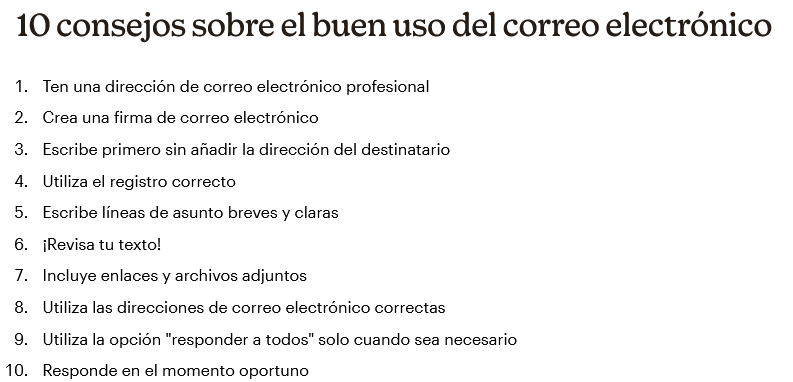 10 consejos sobre el buen uso del correo electrónico
1. Ten una dirección de correo electrónico profesional
2. Crea una firma de correo electrónico
3. Escribe primero sin añadir la dirección del destinatario
4. Utiliza el registro correcto
5. Escribe líneas de asunto breves y claras
6. ¡Revisa tu texto!
7. Incluye enlaces y archivos adjuntos
8. Utiliza las direcciones de correo electrónico correctas
9. Utiliza la opción "responder a todos" solo cuando sea necesario
10. Responde en el momento oportuno